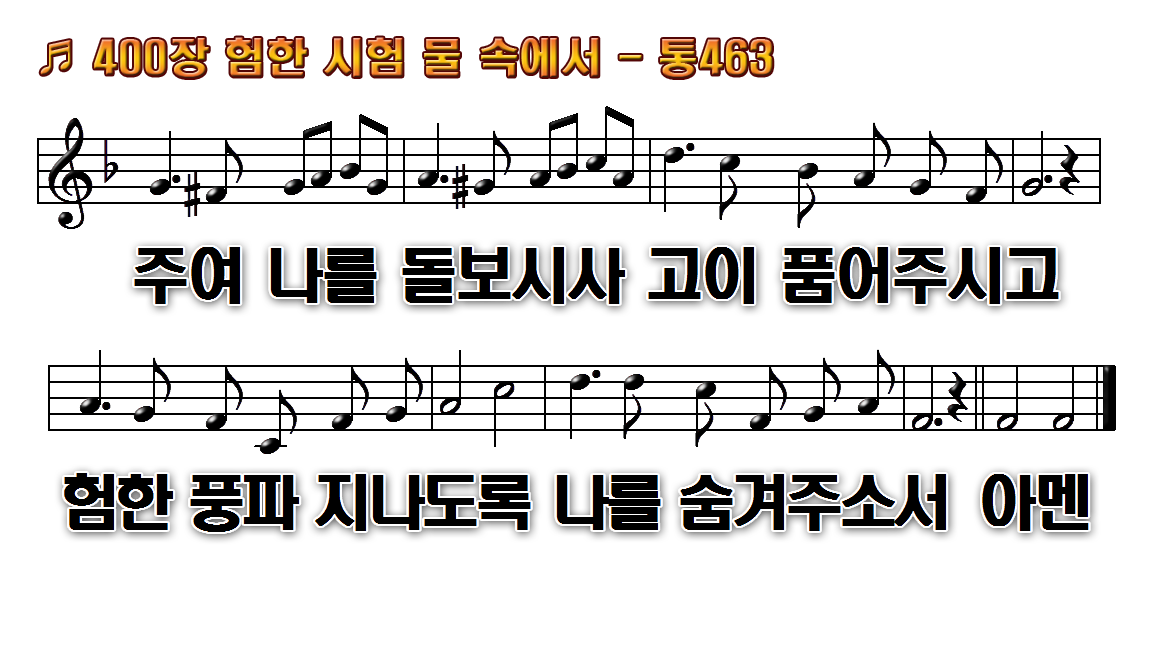 ♬ 400장 험한 시험 물 속에서 - 통463
주여 나를 돌보시사 고이 품어주시고
험한 풍파 지나도록 나를 숨겨주소서 아멘